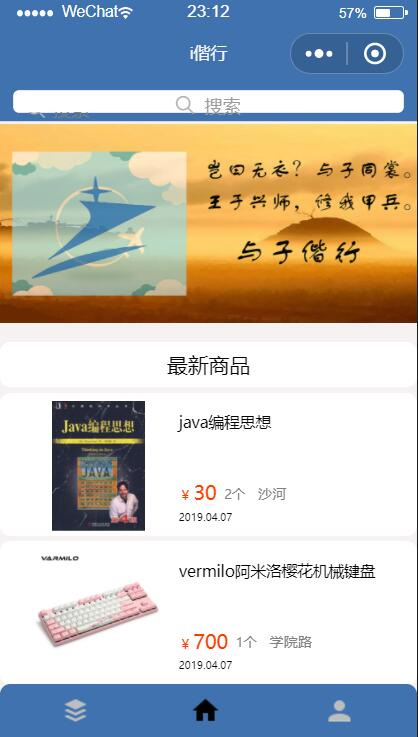 WeChat
23:12
57%
i偕行
搜索
岂曰无衣？与子同裳。
王于兴师，修我甲兵。
与子偕行
最新商品
Java编程思想
JAVA
java编程思想
¥ 30 2个 沙河
2019.04.07
VARMILO
vermilo阿米洛樱花机械键盘
¥ 700 1个 学院路
2019.04.07